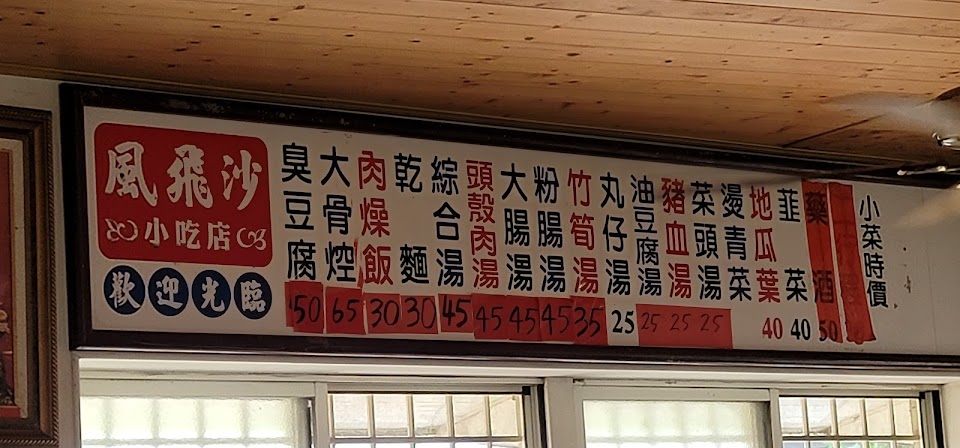 風飛沙
小吃店
歡迎光臨
臭豆腐 50
大骨焢 65
肉燥飯 30
乾麵 30
綜合湯 45
頭殼肉湯 45
大腸湯 45
粉腸湯 45
竹筍湯 35
丸仔湯 25
油豆腐湯 25
豬血湯 25
菜頭湯 25
燙青菜
地瓜葉 40
韮菜 40
藥酒 50
小菜時價